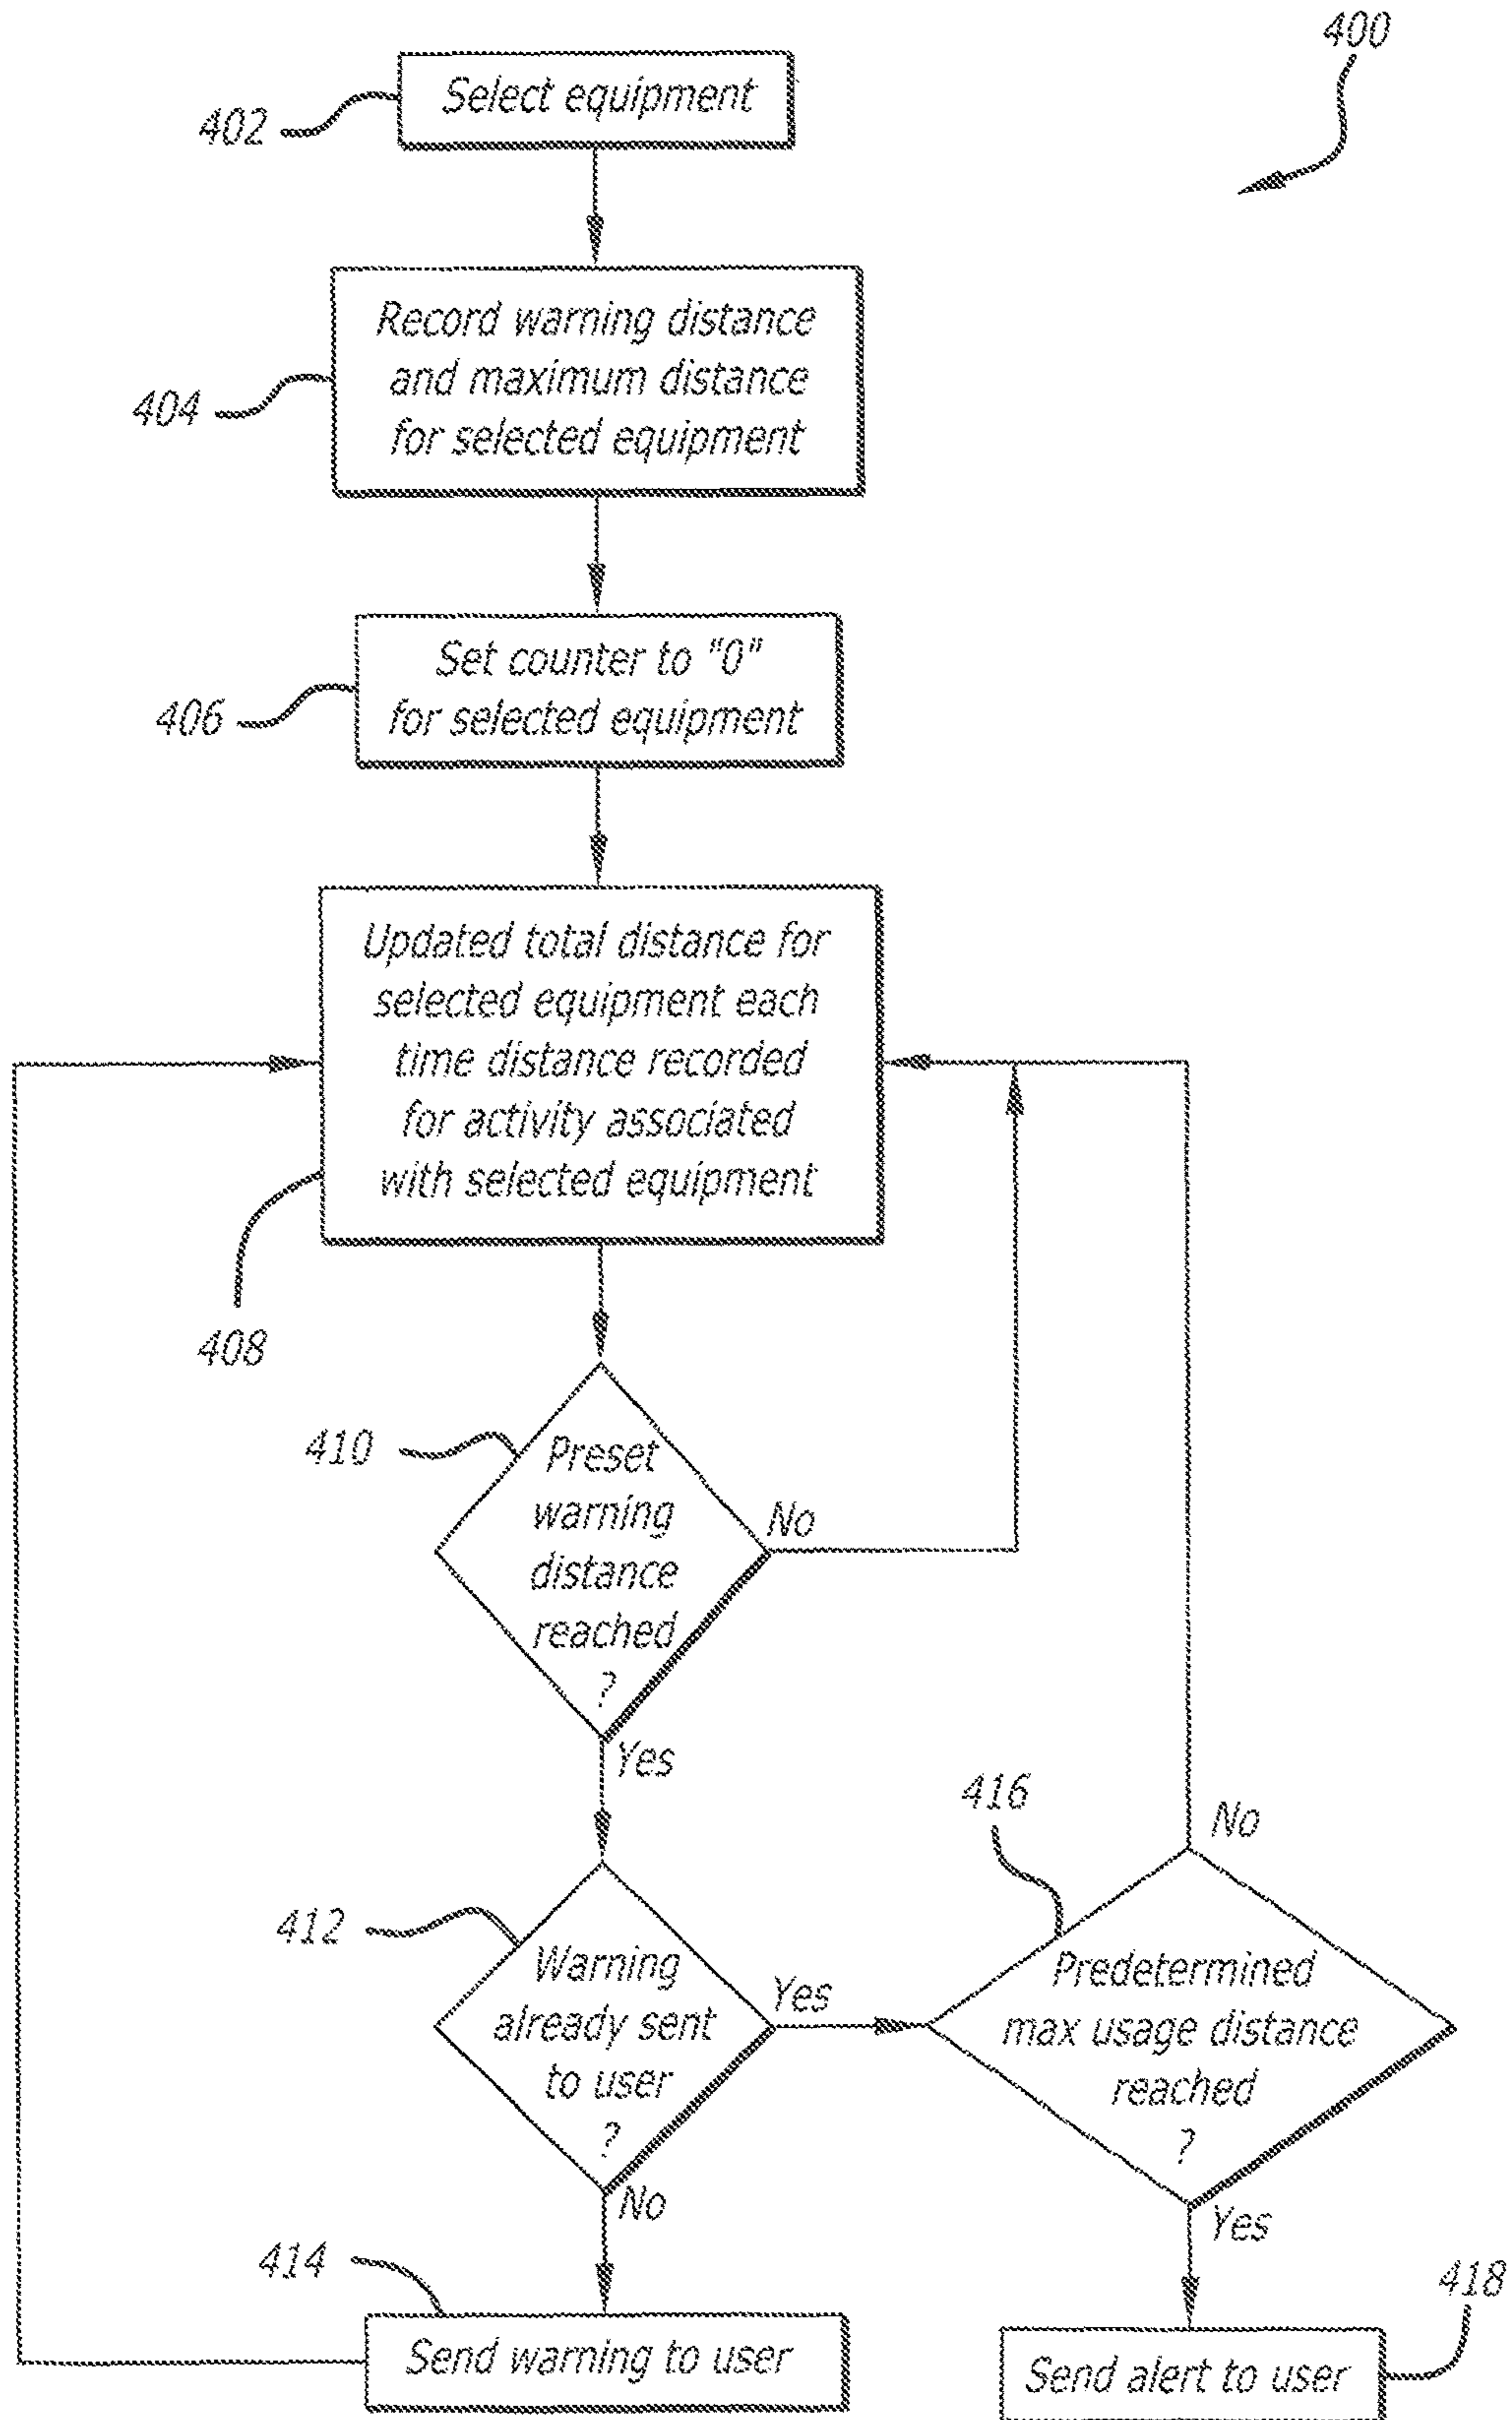 400
402
Select equipment
404
Record warning distance
and maximum distance
for selected equipment
406
Set counter to "0"
for selected equipment
Updated total distance for
selected equipment each
time distance recorded
for activity associated
with selected equipment
408
410
Preset
warning
distance
reached
?
No
Yes
412
Warning
already sent
to user
?
Yes
No
416
No
Predetermined
max usage distance
reached
?
Yes
414
Send warning to user
418
Send alert to user